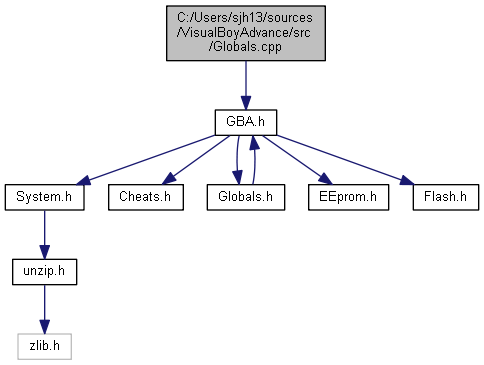 C:/Users/sjh13/sources
/VisualBoyAdvance/src
/Globals.cpp
GBA.h
System.h
Cheats.h
Globals.h
EEprom.h
Flash.h
unzip.h
zlib.h